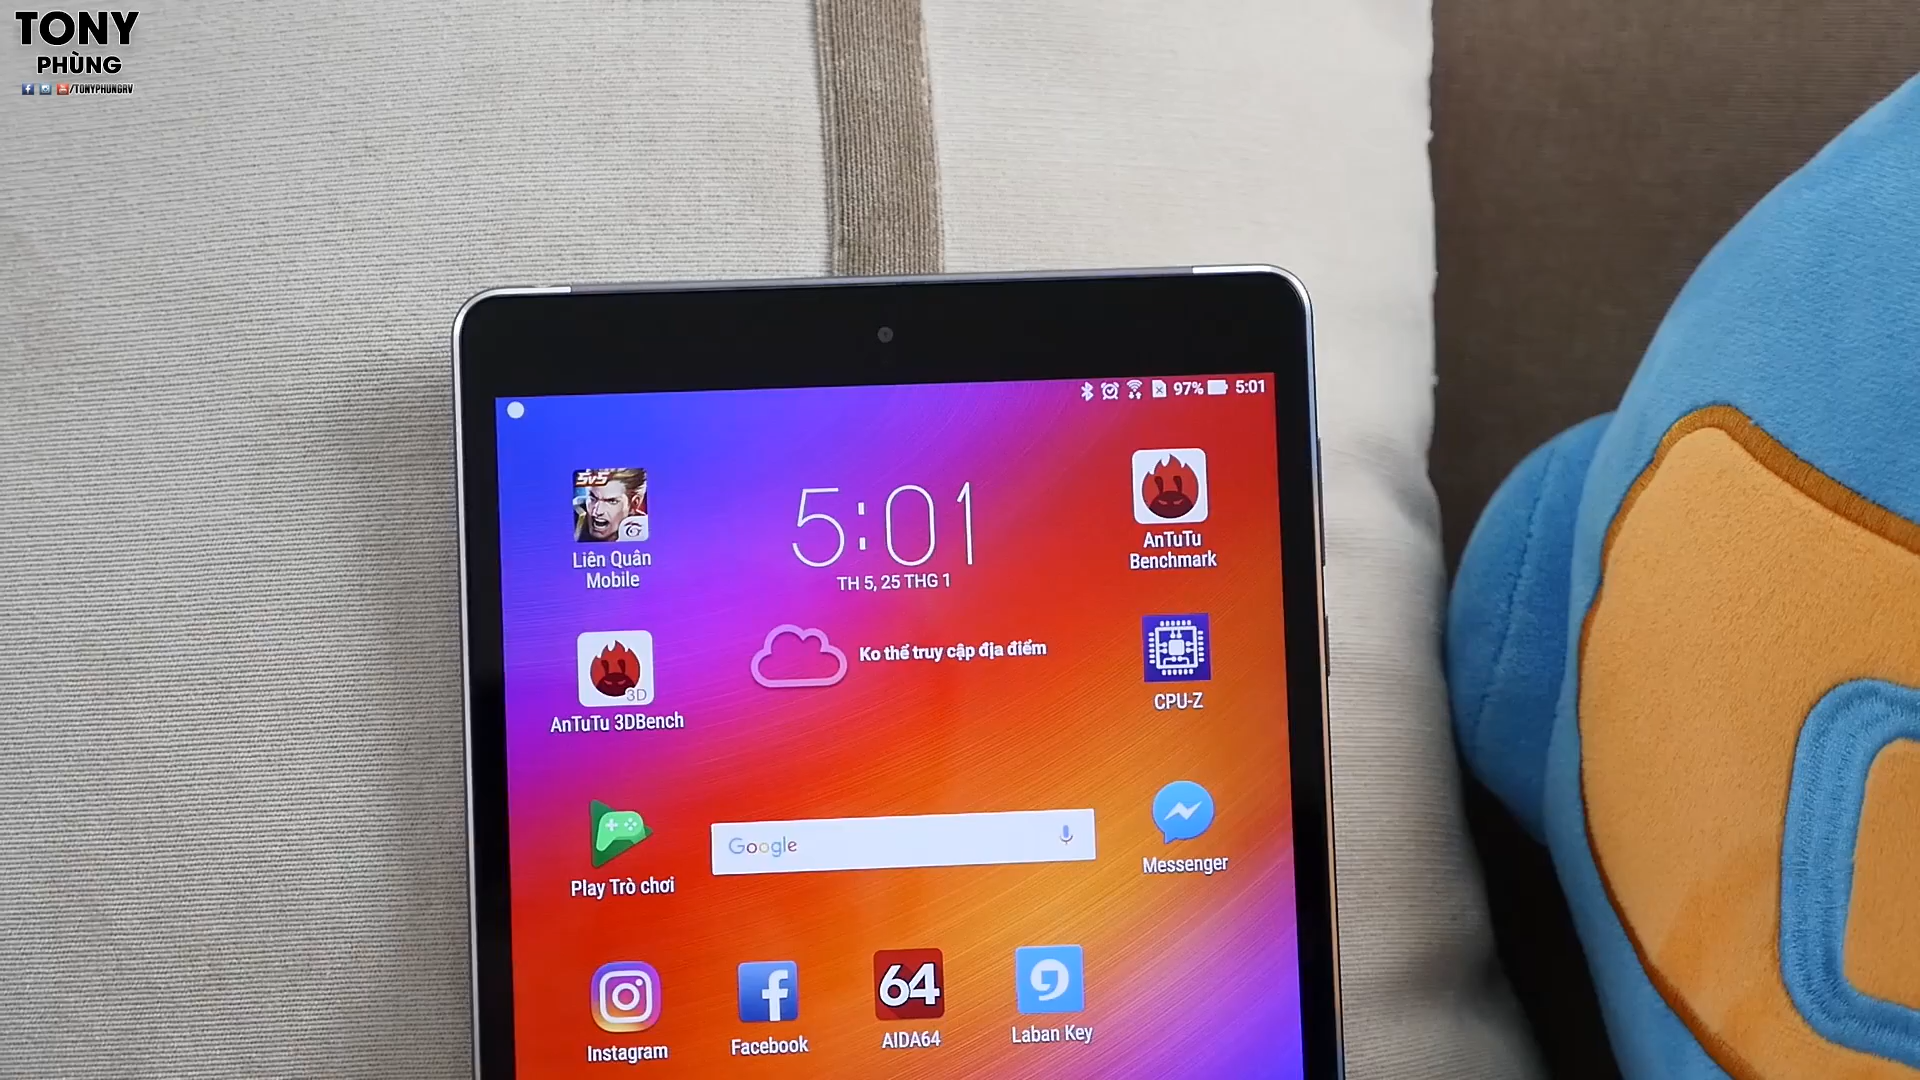 TONY
PHÙNG
/TONYPHUNGRV
97% 5:01
5v5
Liên Quân
Mobile
5:01
TH 5, 25 THG 1
AnTuTu
Benchmark
Ko thể truy cập địa điểm
3D
AnTuTu 3DBench
CPU-Z
Google
Play Trò chơi
Messenger
Instagram
Facebook
64
AIDA64
Laban Key